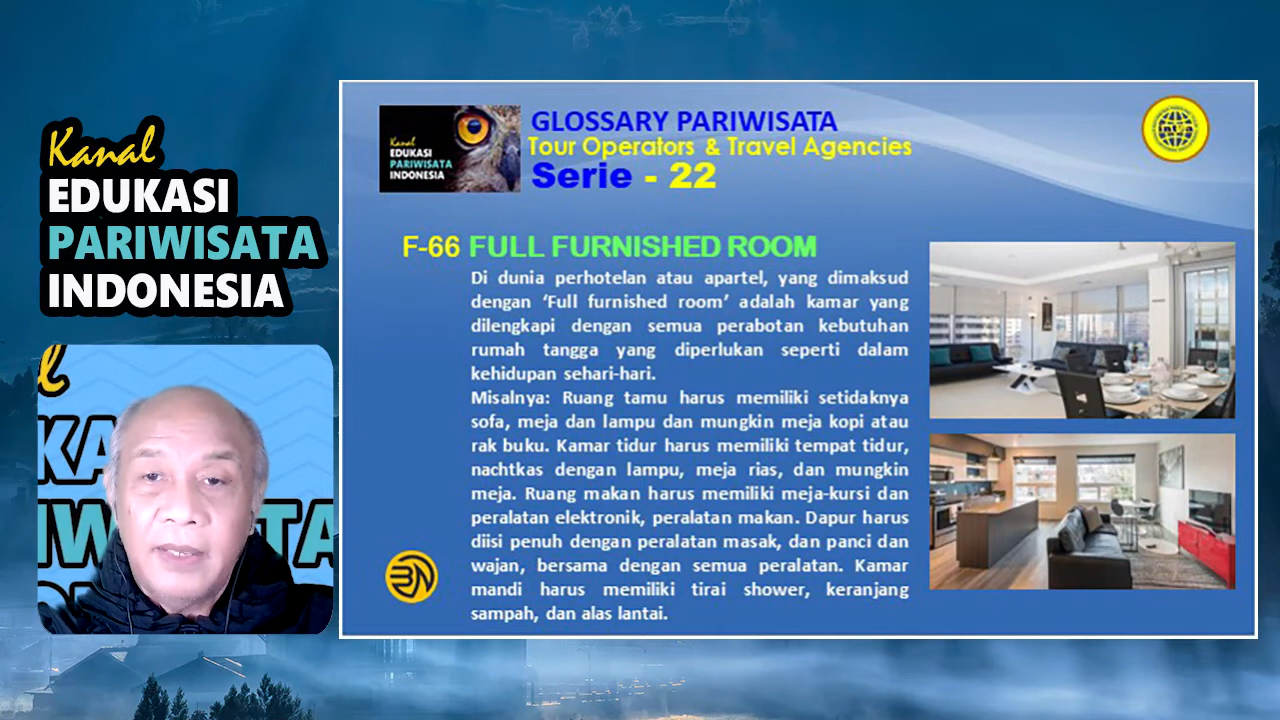 Kanal
EDUKASI
PARIWISATA
INDONESIA
Kanal
EDUKASI
PARIWISATA
INDONESIA
GLOSSARY PARIWISATA
Tour Operators & Travel Agencies
Serie - 22
F-66 FULL FURNISHED ROOM
Di dunia perhotelan atau apartel, yang dimaksud
dengan ‘Full furnished room’ adalah kamar yang
dilengkapi dengan semua perabotan kebutuhan
rumah tangga yang diperlukan seperti dalam
kehidupan sehari-hari.
Misalnya: Ruang tamu harus memiliki setidaknya
sofa, meja dan lampu dan mungkin meja kopi atau
rak buku. Kamar tidur harus memiliki tempat tidur,
nachtkas dengan lampu, meja rias, dan mungkin
meja. Ruang makan harus memiliki meja-kursi dan
peralatan elektronik, peralatan makan. Dapur harus
diisi penuh dengan peralatan masak, dan panci dan
wajan, bersama dengan semua peralatan. Kamar
mandi harus memiliki tirai shower, keranjang
sampah, dan alas lantai.
BN